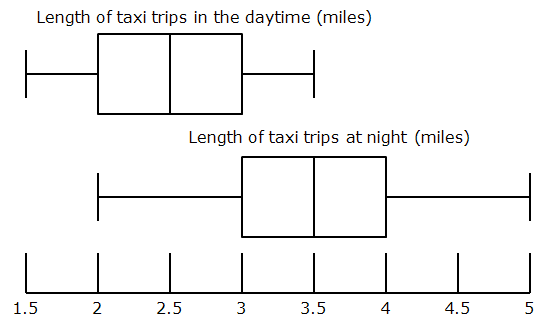 Length of taxi trips in the daytime (miles)
Length of taxi trips at night (miles)
1.5 2 2.5 3 3.5 4 4.5 5